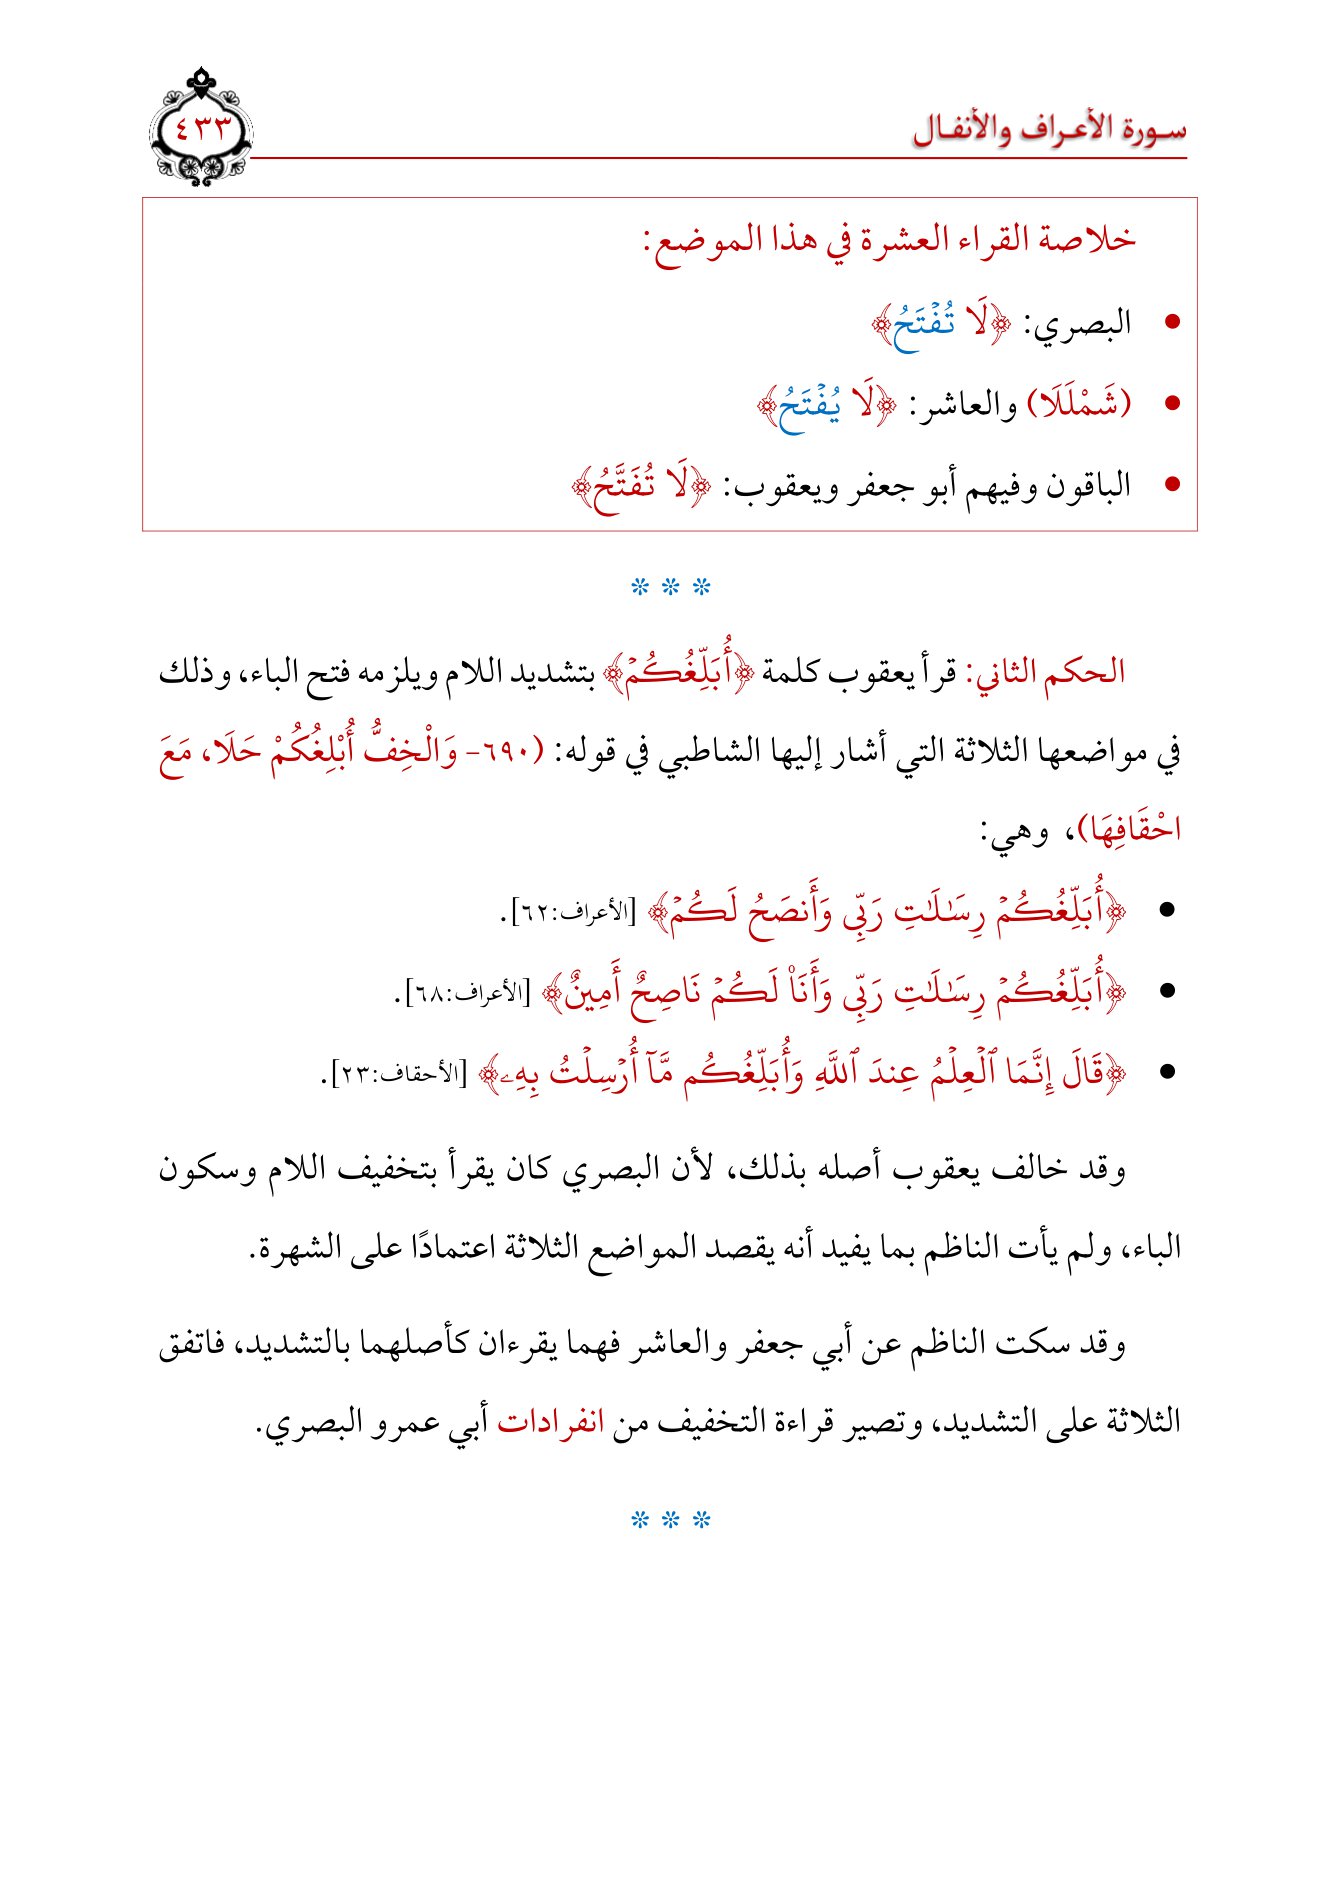 سورة الأعراف والأنفال
٤٣٣
خلاصة القراء العشرة في هذا الموضع:
• البصري: ﴿لَا تُفۡتَحُ﴾
• (شَمْلَلَا) والعاشر: ﴿لَا يُفۡتَحُ﴾
• الباقون وفيهم أبو جعفر ويعقوب: ﴿لَا تُفَتَّحُ﴾
* * *
الحكم الثاني: قرأ يعقوب كلمة ﴿أُبَلِّغُكُمۡ﴾ بتشديد اللام ويلزمه فتح الباء، وذلك
في مواضعها الثلاثة التي أشار إليها الشاطبي في قوله: (٦٩٠- وَالْخِفُّ أُبْلِغُكُمْ حَلَا، مَعَ
احْقَافِهَا)، وهي:
• ﴿أُبَلِّغُكُمۡ رِسَٰلَٰتِ رَبِّي وَأَنصَحُ لَكُمۡ﴾ [الأعراف:٦٢].
• ﴿أُبَلِّغُكُمۡ رِسَٰلَٰتِ رَبِّي وَأَنَا۠ لَكُمۡ نَاصِحٌ أَمِينٌ﴾ [الأعراف:٦٨].
• ﴿قَالَ إِنَّمَا ٱلۡعِلۡمُ عِندَ ٱللَّهِ وَأُبَلِّغُكُم مَّآ أُرۡسِلۡتُ بِهِۦ﴾ [الأحقاف:٢٣].
وقد خالف يعقوب أصله بذلك، لأن البصري كان يقرأ بتخفيف اللام وسكون
الباء، ولم يأت الناظم بما يفيد أنه يقصد المواضع الثلاثة اعتمادًا على الشهرة.
وقد سكت الناظم عن أبي جعفر والعاشر فهما يقرءان كأصلهما بالتشديد، فاتفق
الثلاثة على التشديد، وتصير قراءة التخفيف من انفرادات أبي عمرو البصري.
* * *